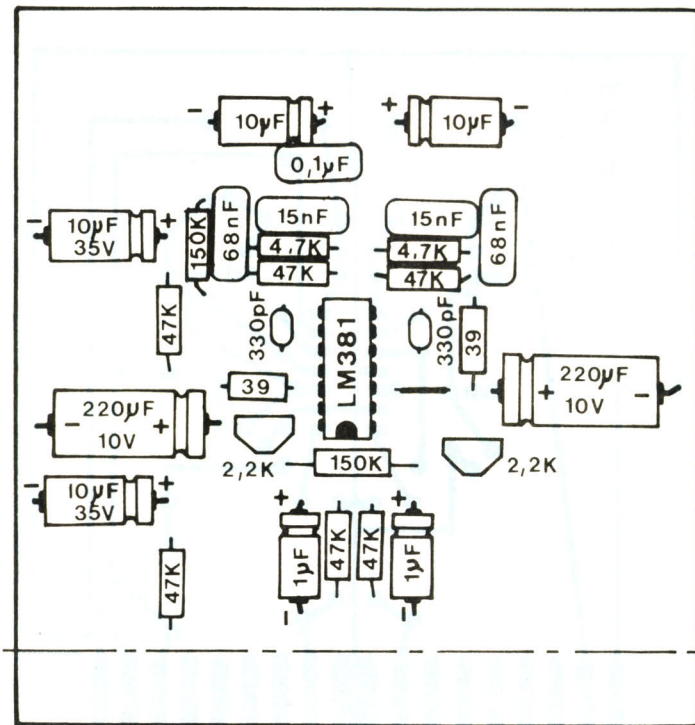 - 10µF +
+ 10µF -
0,1µF
- 10µF 35V +
150K
68nF
15nF
4,7K
47K
15nF
4,7K
47K
68nF
47K
330pF
LM381
330pF
39
39
- 220µF + 10V
+ 220µF - 10V
2,2K
150K
2,2K
- 10µF 35V +
+ 1µF -
47K
47K
+ 1µF -
47K